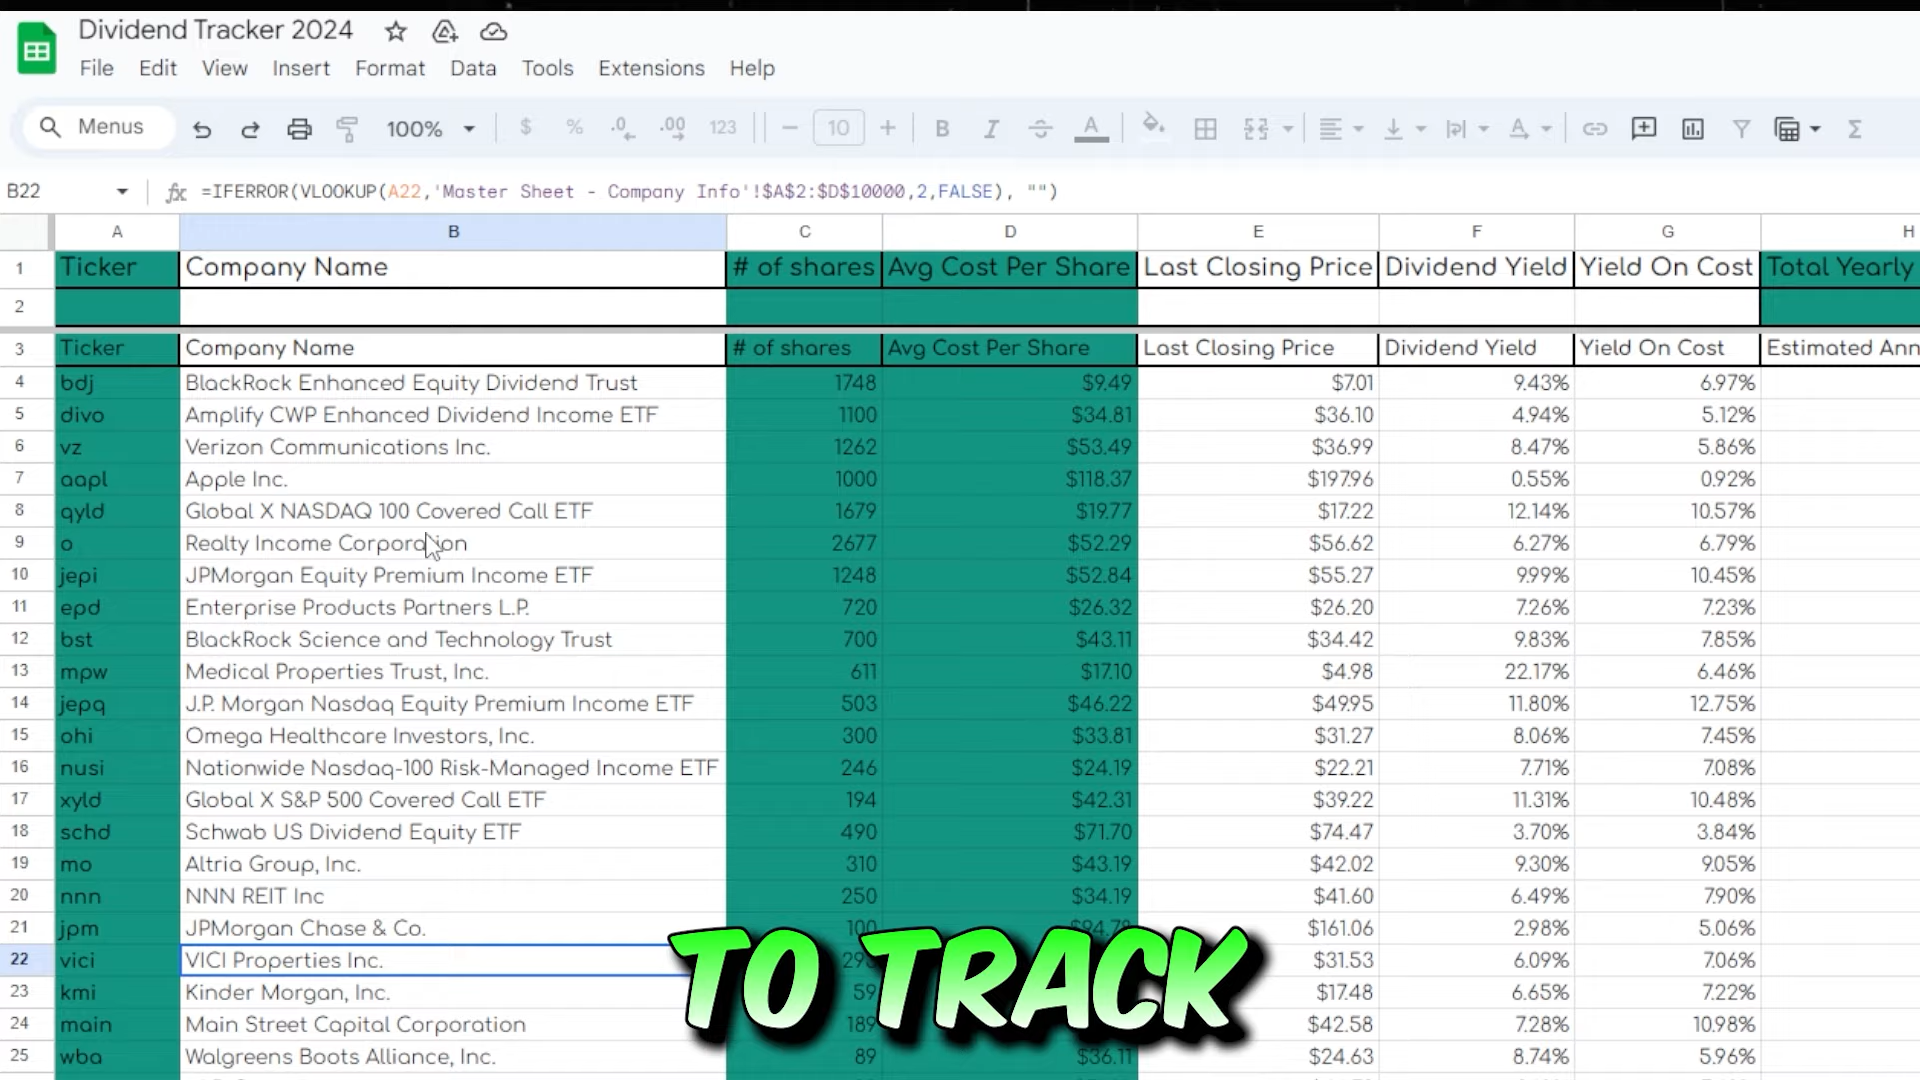 Dividend Tracker 2024
File Edit View Insert Format Data Tools Extensions Help
Menus 100% $ % .0 .00 123 10 B I A
B22 fx =IFERROR(VLOOKUP(A22,'Master Sheet - Company Info'!$A$2:$D$10000,2,FALSE), "")
A B C D E F G H
1 Ticker Company Name # of shares Avg Cost Per Share Last Closing Price Dividend Yield Yield On Cost Total Yearly
2
3 Ticker Company Name # of shares Avg Cost Per Share Last Closing Price Dividend Yield Yield On Cost Estimated Ann
4 bdj BlackRock Enhanced Equity Dividend Trust 1748 $9.49 $7.01 9.43% 6.97%
5 divo Amplify CWP Enhanced Dividend Income ETF 1100 $34.81 $36.10 4.94% 5.12%
6 vz Verizon Communications Inc. 1262 $53.49 $36.99 8.47% 5.86%
7 aapl Apple Inc. 1000 $118.37 $197.96 0.55% 0.92%
8 qyld Global X NASDAQ 100 Covered Call ETF 1679 $19.77 $17.22 12.14% 10.57%
9 o Realty Income Corporation 2677 $52.29 $56.62 6.27% 6.79%
10 jepi JPMorgan Equity Premium Income ETF 1248 $52.84 $55.27 9.99% 10.45%
11 epd Enterprise Products Partners L.P. 720 $26.32 $26.20 7.26% 7.23%
12 bst BlackRock Science and Technology Trust 700 $43.11 $34.42 9.83% 7.85%
13 mpw Medical Properties Trust, Inc. 611 $17.10 $4.98 22.17% 6.46%
14 jepq J.P. Morgan Nasdaq Equity Premium Income ETF 503 $46.22 $49.95 11.80% 12.75%
15 ohi Omega Healthcare Investors, Inc. 300 $33.81 $31.27 8.06% 7.45%
16 nusi Nationwide Nasdaq-100 Risk-Managed Income ETF 246 $24.19 $22.21 7.71% 7.08%
17 xyld Global X S&P 500 Covered Call ETF 194 $42.31 $39.22 11.31% 10.48%
18 schd Schwab US Dividend Equity ETF 490 $71.70 $74.47 3.70% 3.84%
19 mo Altria Group, Inc. 310 $43.19 $42.02 9.30% 9.05%
20 nnn NNN REIT Inc 250 $34.19 $41.60 6.49% 7.90%
21 jpm JPMorgan Chase & Co. 100 $161.06 2.98% 5.06%
22 vici VICI Properties Inc. $31.53 6.09% 7.06%
23 kmi Kinder Morgan, Inc. 59 $17.48 6.65% 7.22%
24 main Main Street Capital Corporation 189 $42.58 7.28% 10.98%
25 wba Walgreens Boots Alliance, Inc. 89 $36.11 $24.63 8.74% 5.96%
TO TRACK